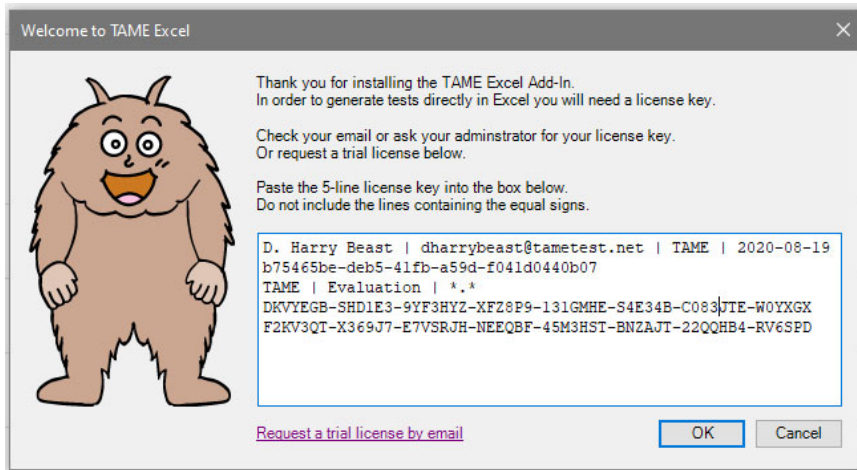 Welcome to TAME Excel
Thank you for installing the TAME Excel Add-In.
In order to generate tests directly in Excel you will need a license key.
Check your email or ask your adminstrator for your license key.
Or request a trial license below.
Paste the 5-line license key into the box below.
Do not include the lines containing the equal signs.
D. Harry Beast | dharrybeast@tametest.net | TAME | 2020-08-19
b75465be-deb5-41fb-a59d-f041d0440b07
TAME | Evaluation | *.*
DKVYEGB-SHD1E3-9YF3HYZ-XFZ8P9-131GMHE-S4E34B-C083JTE-W0YXGX
F2KV3QT-X369J7-E7VSRJH-NEEQBF-45M3HST-BNZAJT-22QQHB4-RV6SPD
Request a trial license by email
OK
Cancel